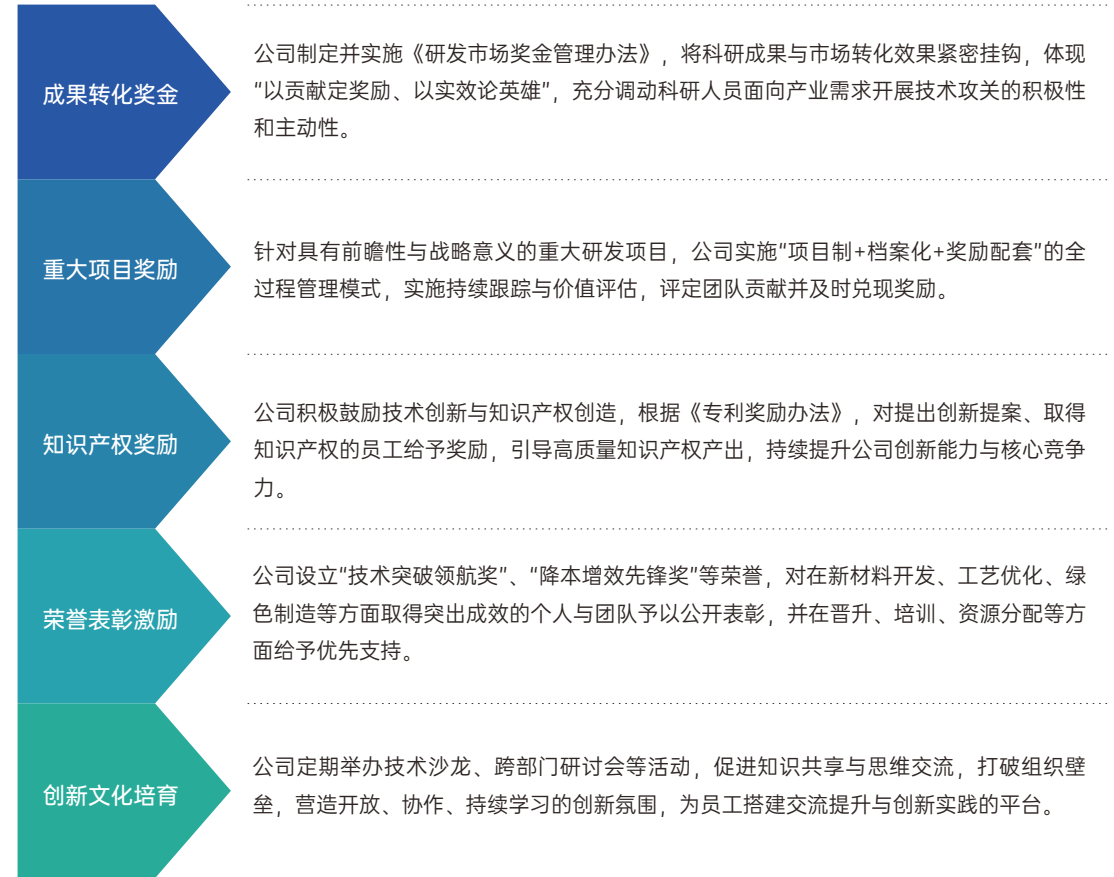 成果转化奖金
公司制定并实施《研发市场奖金管理办法》，将科研成果与市场转化效果紧密挂钩，体现
“以贡献定奖励、以实效论英雄”，充分调动科研人员面向产业需求开展技术攻关的积极性
和主动性。
重大项目奖励
针对具有前瞻性与战略意义的重大研发项目，公司实施“项目制+档案化+奖励配套”的全
过程管理模式，实施持续跟踪与价值评估，评定团队贡献并及时兑现奖励。
知识产权奖励
公司积极鼓励技术创新与知识产权创造，根据《专利奖励办法》，对提出创新提案、取得
知识产权的员工给予奖励，引导高质量知识产权产出，持续提升公司创新能力与核心竞争
力。
荣誉表彰激励
公司设立“技术突破领航奖”、“降本增效先锋奖”等荣誉，对在新材料开发、工艺优化、绿
色制造等方面取得突出成效的个人与团队予以公开表彰，并在晋升、培训、资源分配等方
面给予优先支持。
创新文化培育
公司定期举办技术沙龙、跨部门研讨会等活动，促进知识共享与思维交流，打破组织壁
垒，营造开放、协作、持续学习的创新氛围，为员工搭建交流提升与创新实践的平台。